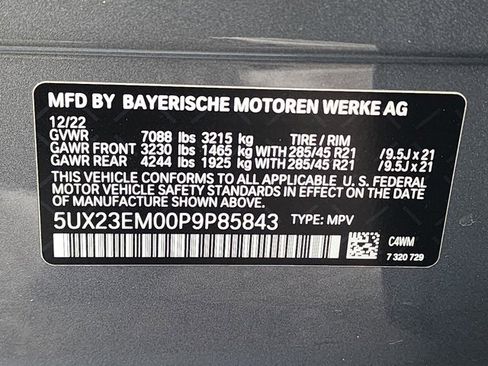 MFD BY BAYERISCHE MOTOREN WERKE AG
12/22
GVWR 7088 lbs 3215 kg TIRE / RIM
GAWR FRONT 3230 lbs 1465 kg WITH 285/45 R21 /9.5J x 21
GAWR REAR 4244 lbs 1925 kg WITH 285/45 R21 /9.5J x 21
THIS VEHICLE CONFORMS TO ALL APPLICABLE U. S. FEDERAL
MOTOR VEHICLE SAFETY STANDARDS IN EFFECT ON THE DATE
OF MANUFACTURE SHOWN ABOVE.
5UX23EM00P9P85843 TYPE: MPV
C4WM
7 320 729